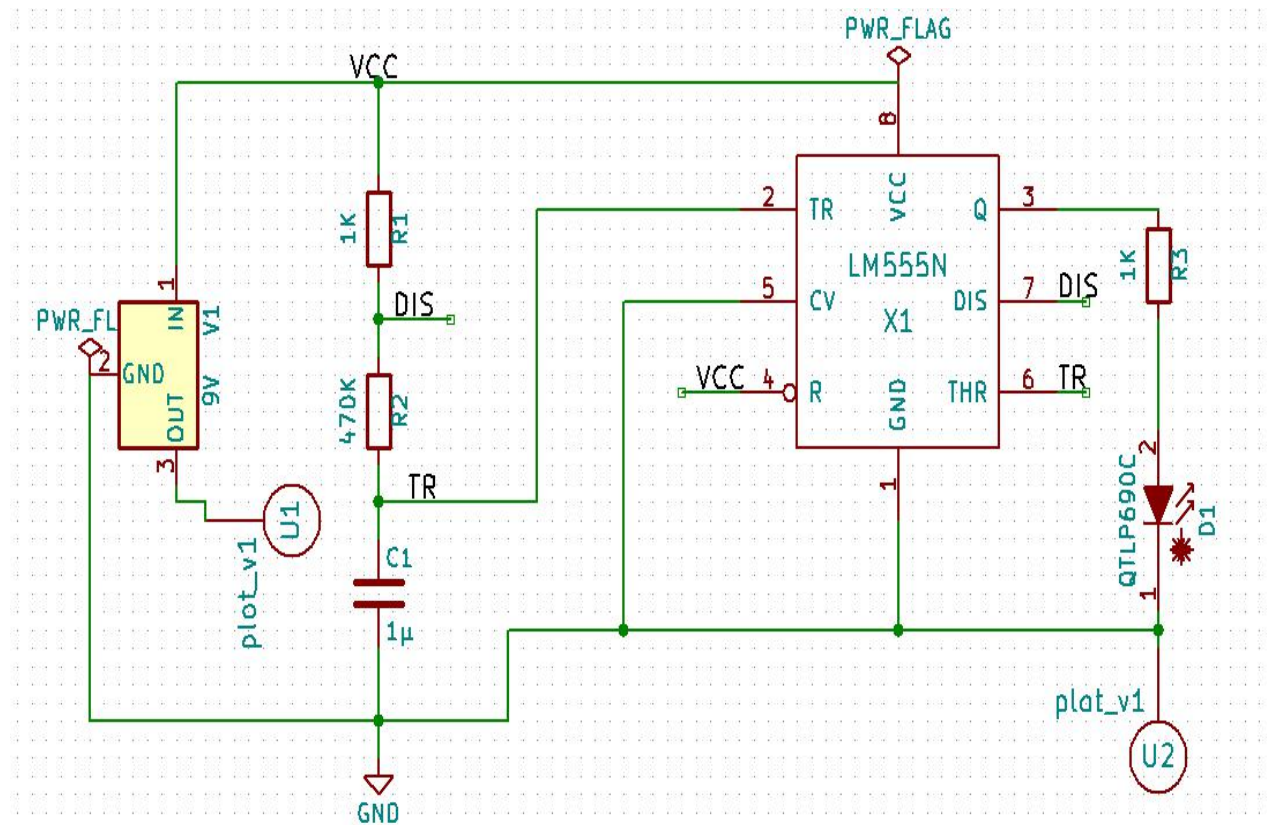 PWR_FLAG
VCC
8
1K
R1
2
TR
VCC
Q
3
1K
R3
LM555N
DIS
5
CV
X1
DIS
7
DIS
1
IN
V1
PWR_FL
2
GND
9V
OUT
3
470K
R2
VCC
4
R
GND
THR
6
TR
TR
1
2
QTLP690C
D1
1
U1
plot_v1
C1
1µ
plot_v1
U2
GND